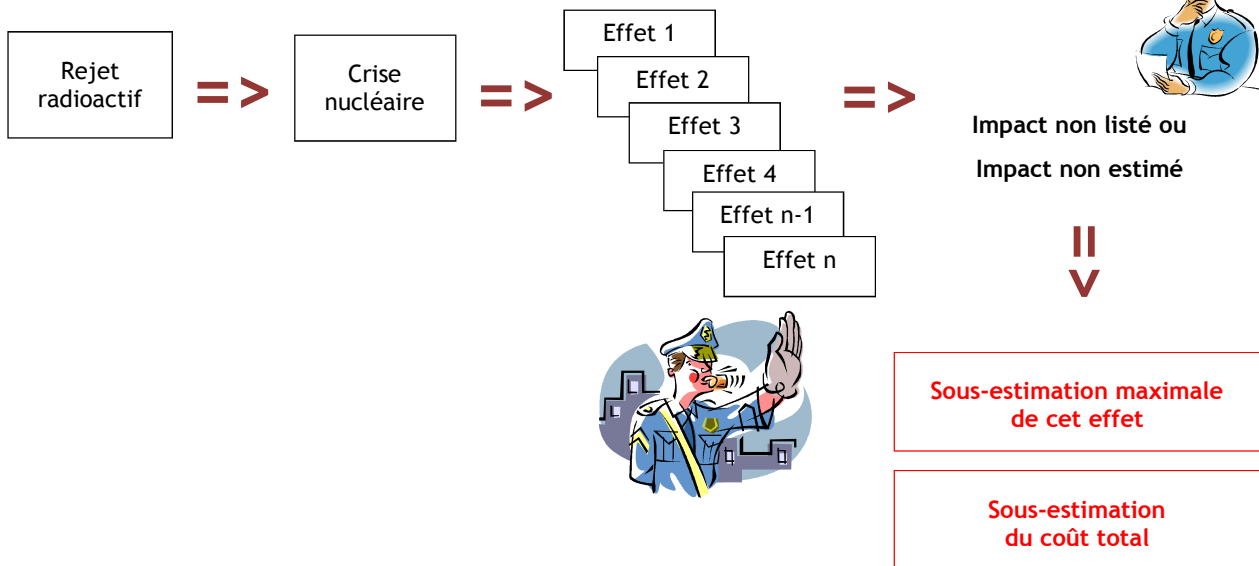 Rejet
radioactif
=>
Crise
nucléaire
=>
Effet 1
Effet 2
Effet 3
Effet 4
Effet n-1
Effet n
=>
Impact non listé ou
Impact non estimé
=>
Sous-estimation maximale
de cet effet
Sous-estimation
du coût total